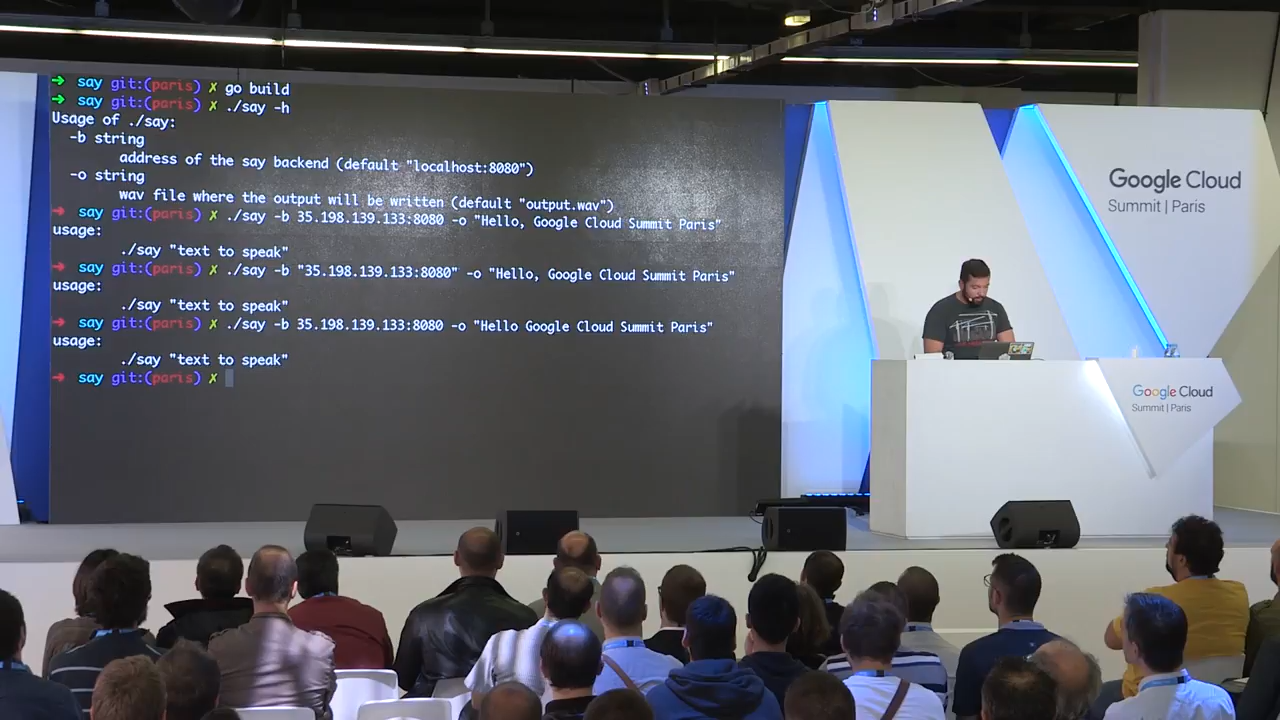 ➜ say git:(paris) ✗ go build
➜ say git:(paris) ✗ ./say -h
Usage of ./say:
-b string
address of the say backend (default "localhost:8080")
-o string
wav file where the output will be written (default "output.wav")
➜ say git:(paris) ✗ ./say -b 35.198.139.133:8080 -o "Hello, Google Cloud Summit Paris"
usage:
./say "text to speak"
➜ say git:(paris) ✗ ./say -b "35.198.139.133:8080" -o "Hello, Google Cloud Summit Paris"
usage:
./say "text to speak"
➜ say git:(paris) ✗ ./say -b 35.198.139.133:8080 -o "Hello Google Cloud Summit Paris"
usage:
./say "text to speak"
➜ say git:(paris) ✗
Google Cloud
Summit | Paris
Google Cloud
Summit | Paris